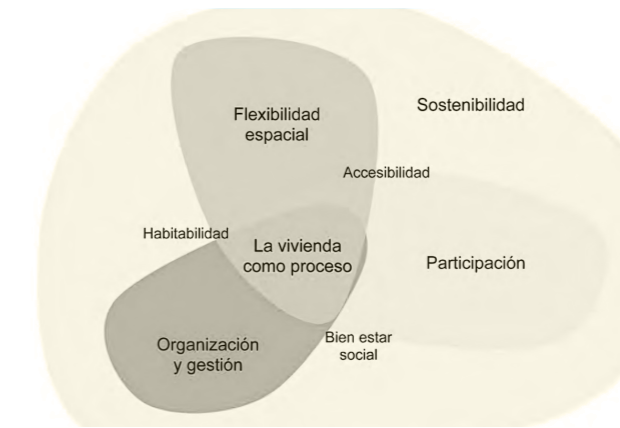 Flexibilidad
espacial
Sostenibilidad
Accesibilidad
Habitabilidad
La vivienda
como proceso
Participación
Organización
y gestión
Bien estar
social